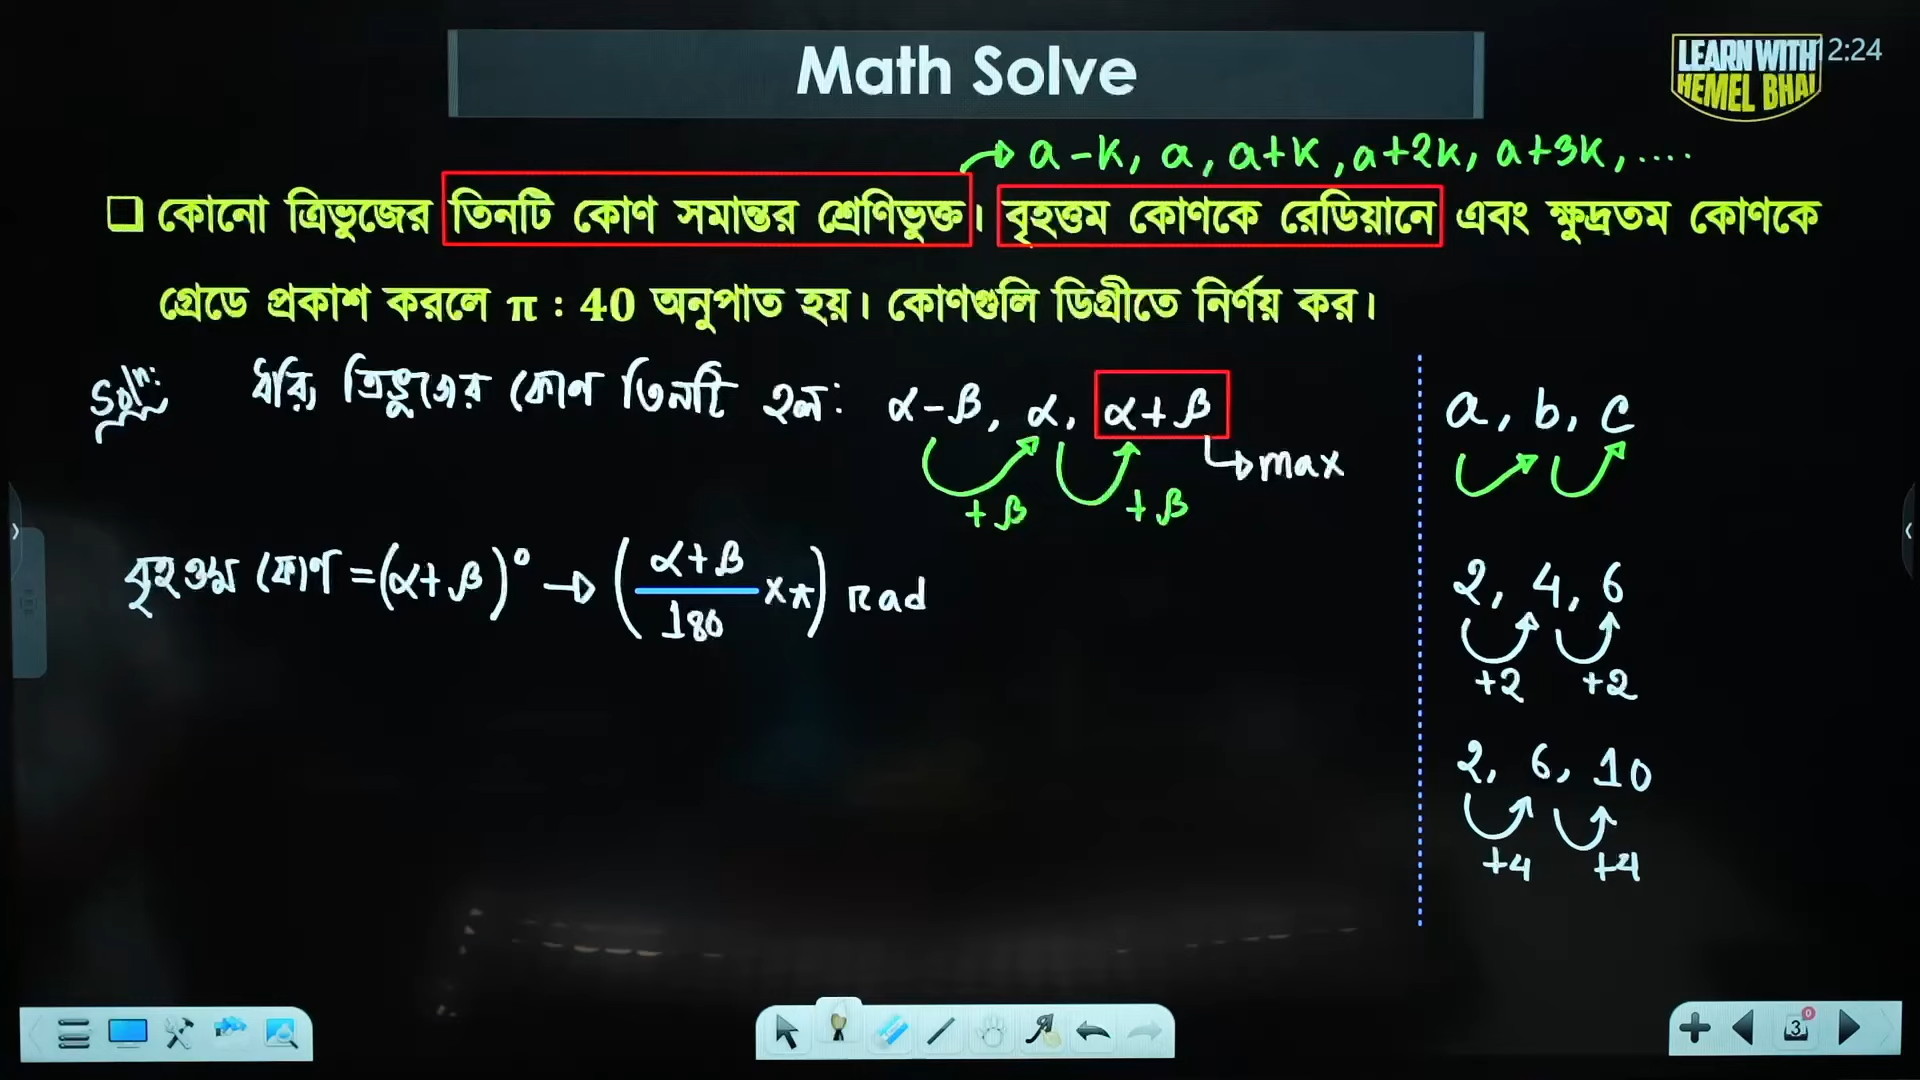 Math Solve
LEARN WITH HEMEL BHAI
2:24
a-k, a, a+k, a+2k, a+3k, ....
❑ কোনো ত্রিভুজের তিনটি কোণ সমান্তর শ্রেণিভুক্ত। বৃহত্তম কোণকে রেডিয়ানে এবং ক্ষুদ্রতম কোণকে
গ্রেডে প্রকাশ করলে π : 40 অনুপাত হয়। কোণগুলি ডিগ্রীতে নির্ণয় কর।
Solⁿ: ধরি, ত্রিভুজের কোণ তিনটি হল: α-β, α, α+β
max
+β +β
বৃহত্তম কোণ = (α+β)° → (α+β/180 × π) rad
a, b, c
2, 4, 6
+2 +2
2, 6, 10
+4 +4
3
0